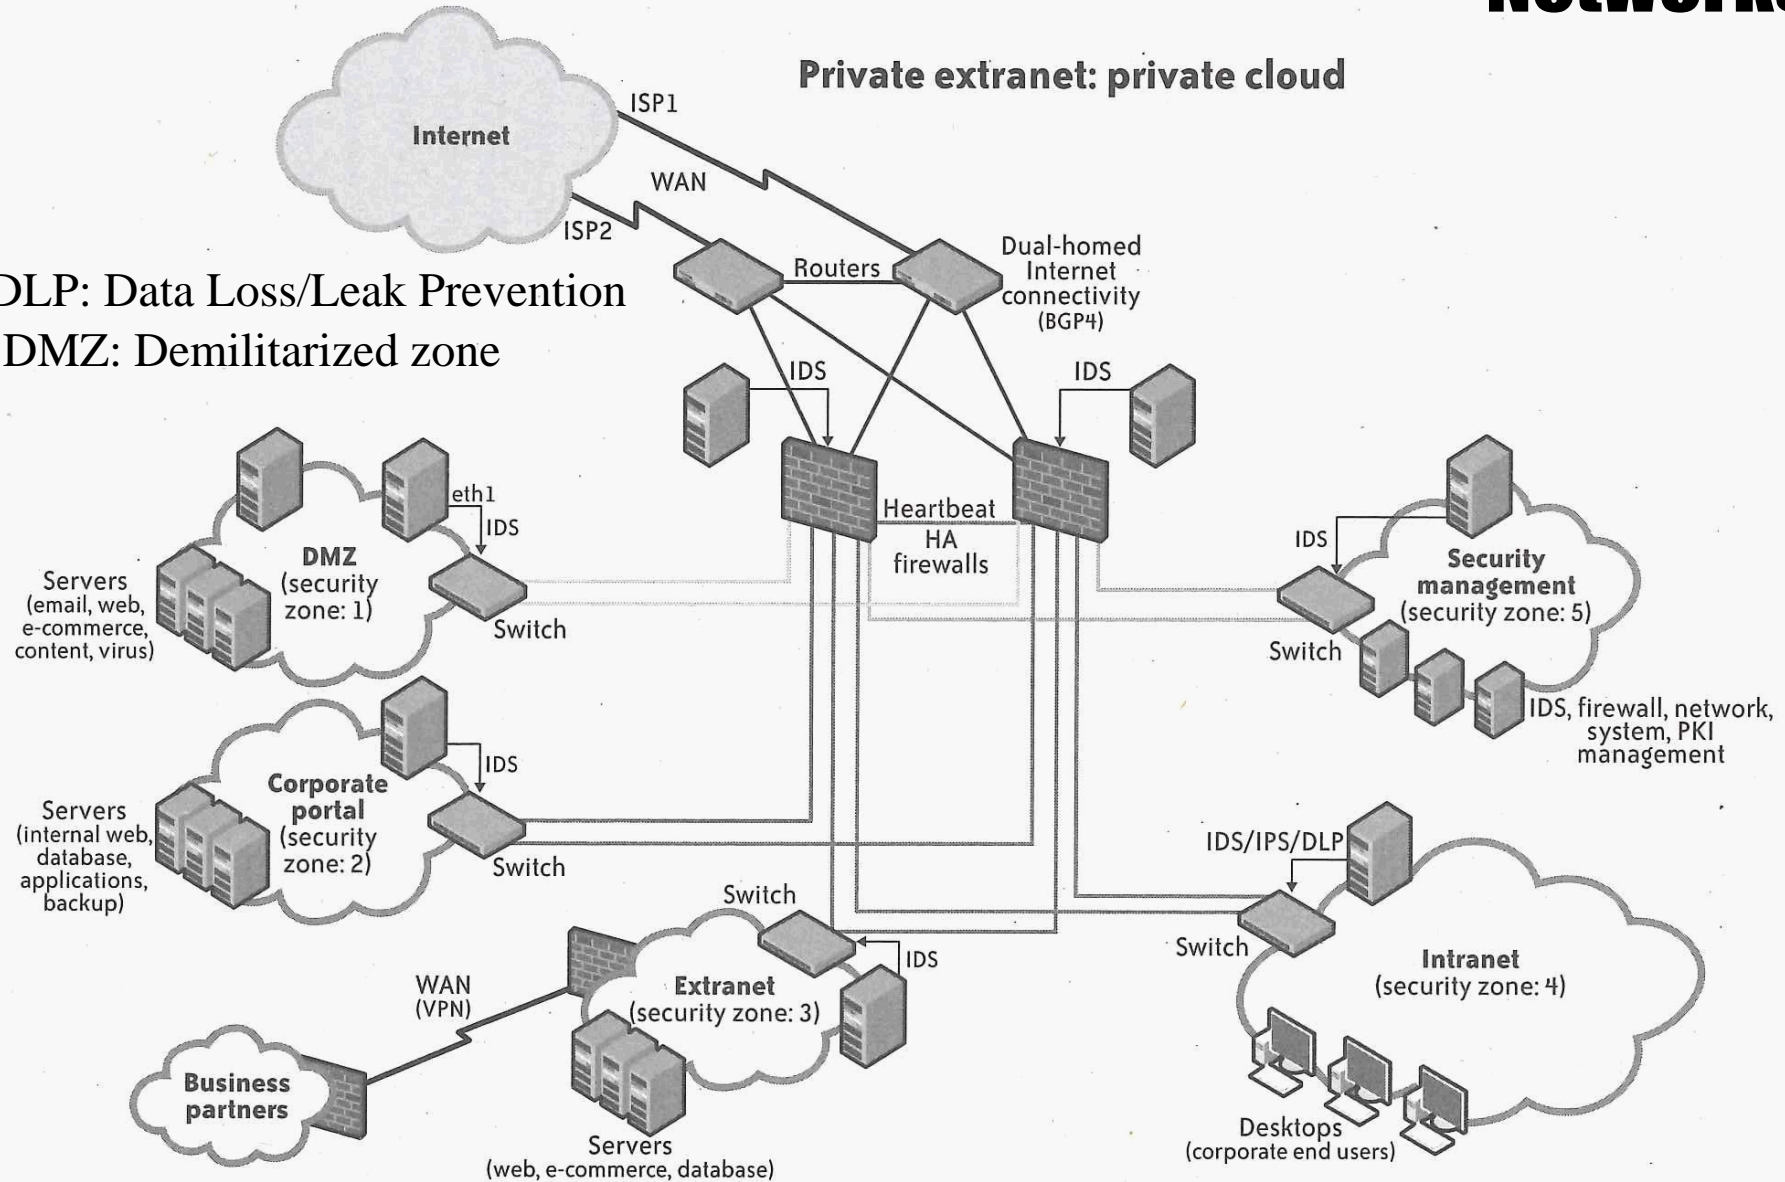 Private extranet: private cloud
Internet
ISP1
WAN
ISP2
Routers
Dual-homed
Internet
connectivity
(BGP4)
DLP: Data Loss/Leak Prevention
DMZ: Demilitarized zone
IDS
IDS
Heartbeat
HA
firewalls
eth1
IDS
DMZ
(security
zone: 1)
Servers
(email, web,
e-commerce,
content, virus)
Switch
IDS
Security
management
(security zone: 5)
Switch
IDS, firewall, network,
system, PKI
management
IDS
Corporate
portal
(security
zone: 2)
Servers
(internal web,
database,
applications,
backup)
Switch
IDS/IPS/DLP
Switch
Intranet
(security zone: 4)
Desktops
(corporate end users)
Switch
IDS
Extranet
(security zone: 3)
WAN
(VPN)
Business
partners
Servers
(web, e-commerce, database)